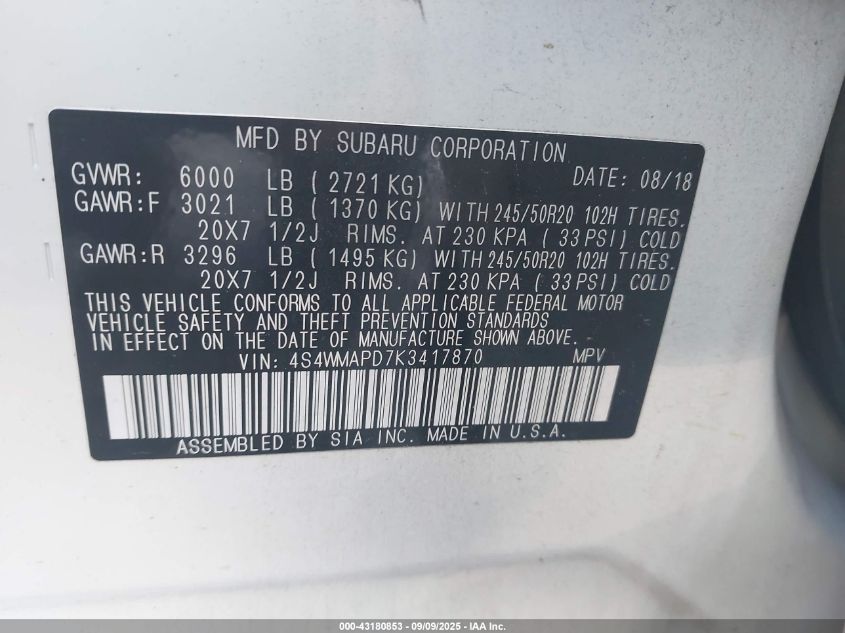 MFD BY SUBARU CORPORATION
GVWR: 6000 LB ( 2721 KG) DATE: 08/18
GAWR:F 3021 LB ( 1370 KG) WITH 245/50R20 102H TIRES.
20X7 1/2J RIMS. AT 230 KPA ( 33 PSI) COLD
GAWR:R 3296 LB ( 1495 KG) WITH 245/50R20 102H TIRES.
20X7 1/2J RIMS. AT 230 KPA ( 33 PSI) COLD
THIS VEHICLE CONFORMS TO ALL APPLICABLE FEDERAL MOTOR
VEHICLE SAFETY AND THEFT PREVENTION STANDARDS
IN EFFECT ON THE DATE OF MANUFACTURE SHOWN ABOVE.
VIN: 4S4WMAPD7K3417870 MPV
ASSEMBLED BY SIA INC. MADE IN U.S.A.
000-43180853 - 09/09/2025 - IAA Inc.